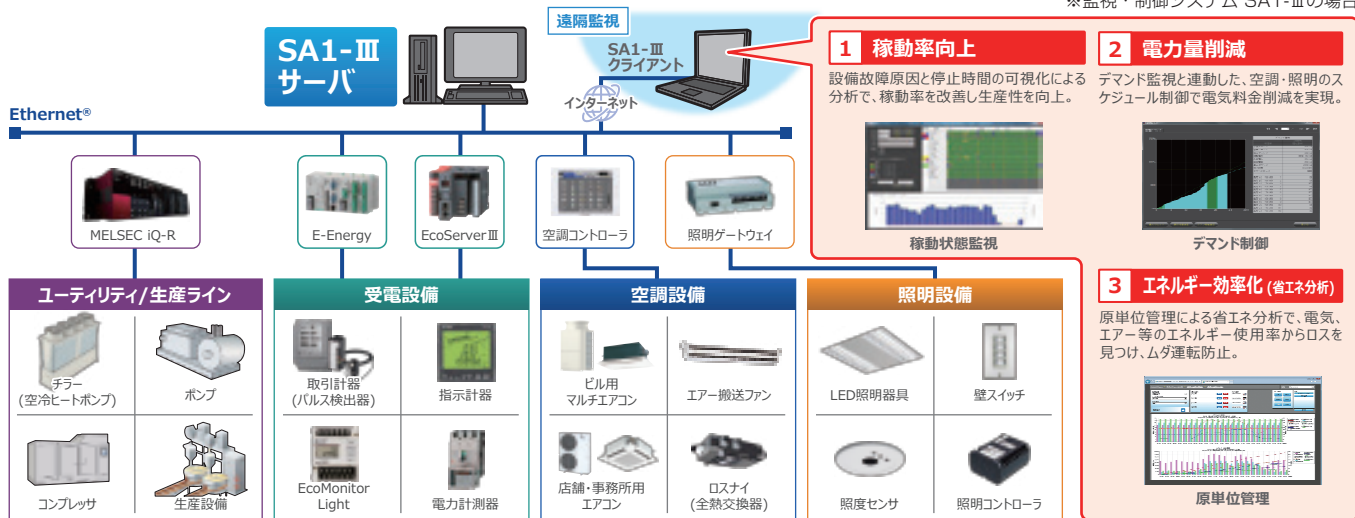 ※監視・制御システム SA1-Ⅲの場合
SA1-Ⅲ
サーバ
遠隔監視
SA1-Ⅲ
クライアント
インターネット
Ethernet®
MELSEC iQ-R
E-Energy
EcoServerⅢ
空調コントローラ
照明ゲートウェイ
ユーティリティ/生産ライン
チラー
(空冷ヒートポンプ)
ポンプ
コンプレッサ
生産設備
受電設備
取引計器
(パルス検出器)
指示計器
EcoMonitor
Light
電力計測器
空調設備
ビル用
マルチエアコン
エアー搬送ファン
店舗・事務所用
エアコン
ロスナイ
(全熱交換器)
照明設備
LED照明器具
壁スイッチ
照度センサ
照明コントローラ
1 稼動率向上
設備故障原因と停止時間の可視化による
分析で、稼動率を改善し生産性を向上。
稼動状態監視
2 電力量削減
デマンド監視と連動した、空調・照明のス
ケジュール制御で電気料金削減を実現。
デマンド制御
3 エネルギー効率化 (省エネ分析)
原単位管理による省エネ分析で、電気、
エアー等のエネルギー使用率からロスを
見つけ、ムダ運転防止。
原単位管理